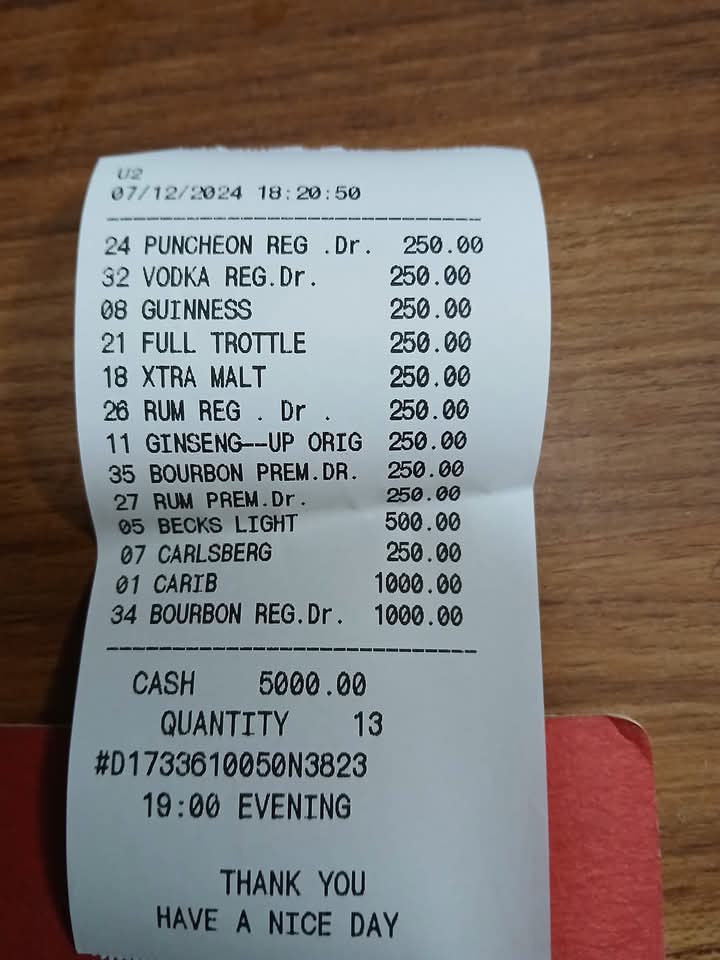 U2
07/12/2024 18:20:50
24 PUNCHEON REG .Dr. 250.00
32 VODKA REG.Dr. 250.00
08 GUINNESS 250.00
21 FULL TROTTLE 250.00
18 XTRA MALT 250.00
26 RUM REG . Dr . 250.00
11 GINSENG--UP ORIG 250.00
35 BOURBON PREM.DR. 250.00
27 RUM PREM.Dr. 250.00
05 BECKS LIGHT 500.00
07 CARLSBERG 250.00
01 CARIB 1000.00
34 BOURBON REG.Dr. 1000.00
CASH 5000.00
QUANTITY 13
#D1733610050N3823
19:00 EVENING
THANK YOU
HAVE A NICE DAY